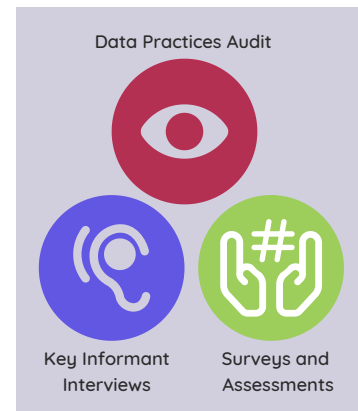 Data Practices Audit
#
Key Informant
Interviews
Surveys and
Assessments